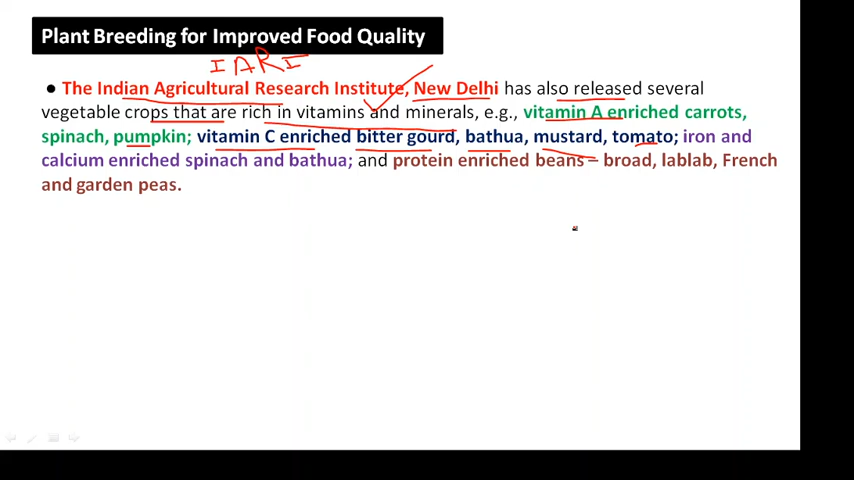 Plant Breeding for Improved Food Quality
IARI
● The Indian Agricultural Research Institute, New Delhi has also released several
vegetable crops that are rich in vitamins and minerals, e.g., vitamin A enriched carrots,
spinach, pumpkin; vitamin C enriched bitter gourd, bathua, mustard, tomato; iron and
calcium enriched spinach and bathua; and protein enriched beans – broad, lablab, French
and garden peas.